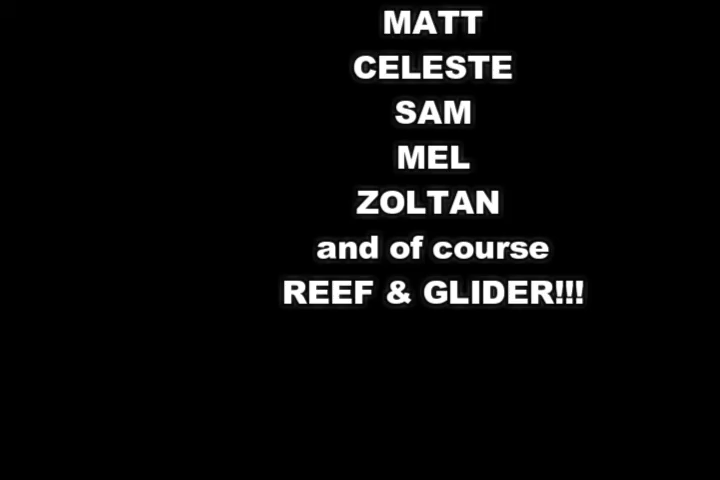 MATT
CELESTE
SAM
MEL
ZOLTAN
and of course
REEF & GLIDER!!!